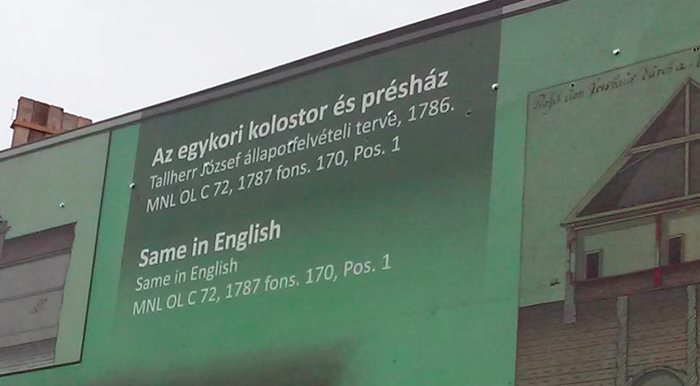 Az egykori kolostor és présház
Tallherr József állapotfelvételi terve, 1786.
MNL OL C 72, 1787 fons. 170, Pos. 1
Same in English
Same in English
MNL OL C 72, 1787 fons. 170, Pos. 1